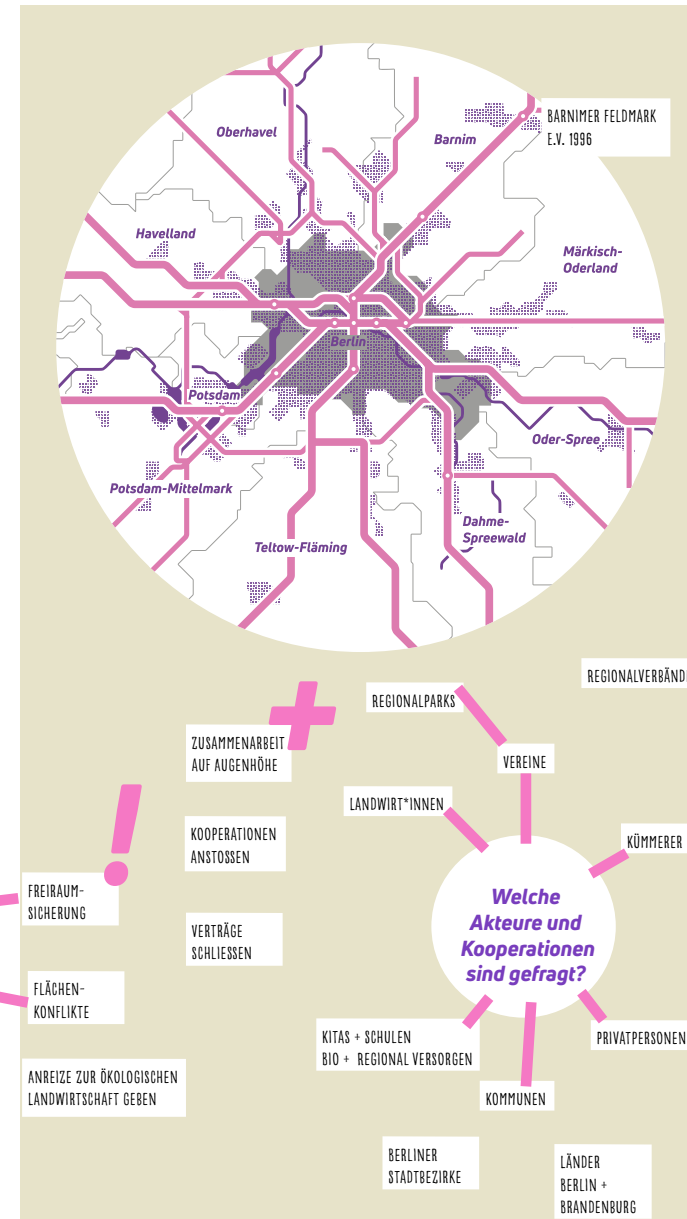 BARNIMER FELDMARK
E.V. 1996
Oberhavel
Barnim
Havelland
Märkisch-
Oderland
Berlin
Potsdam
Oder-Spree
Potsdam-Mittelmark
Dahme-
Spreewald
Teltow-Fläming
REGIONALVERBÄND
REGIONALPARKS
ZUSAMMENARBEIT
AUF AUGENHÖHE
VEREINE
LANDWIRT*INNEN
KOOPERATIONEN
ANSTOSSEN
KÜMMERER
!
FREIRAUM-
SICHERUNG
VERTRÄGE
SCHLIESSEN
Welche
Akteure und
Kooperationen
sind gefragt?
FLÄCHEN-
KONFLIKTE
KITAS + SCHULEN
BIO + REGIONAL VERSORGEN
PRIVATPERSONEN
ANREIZE ZUR ÖKOLOGISCHEN
LANDWIRTSCHAFT GEBEN
KOMMUNEN
BERLINER
STADTBEZIRKE
LÄNDER
BERLIN +
BRANDENBURG